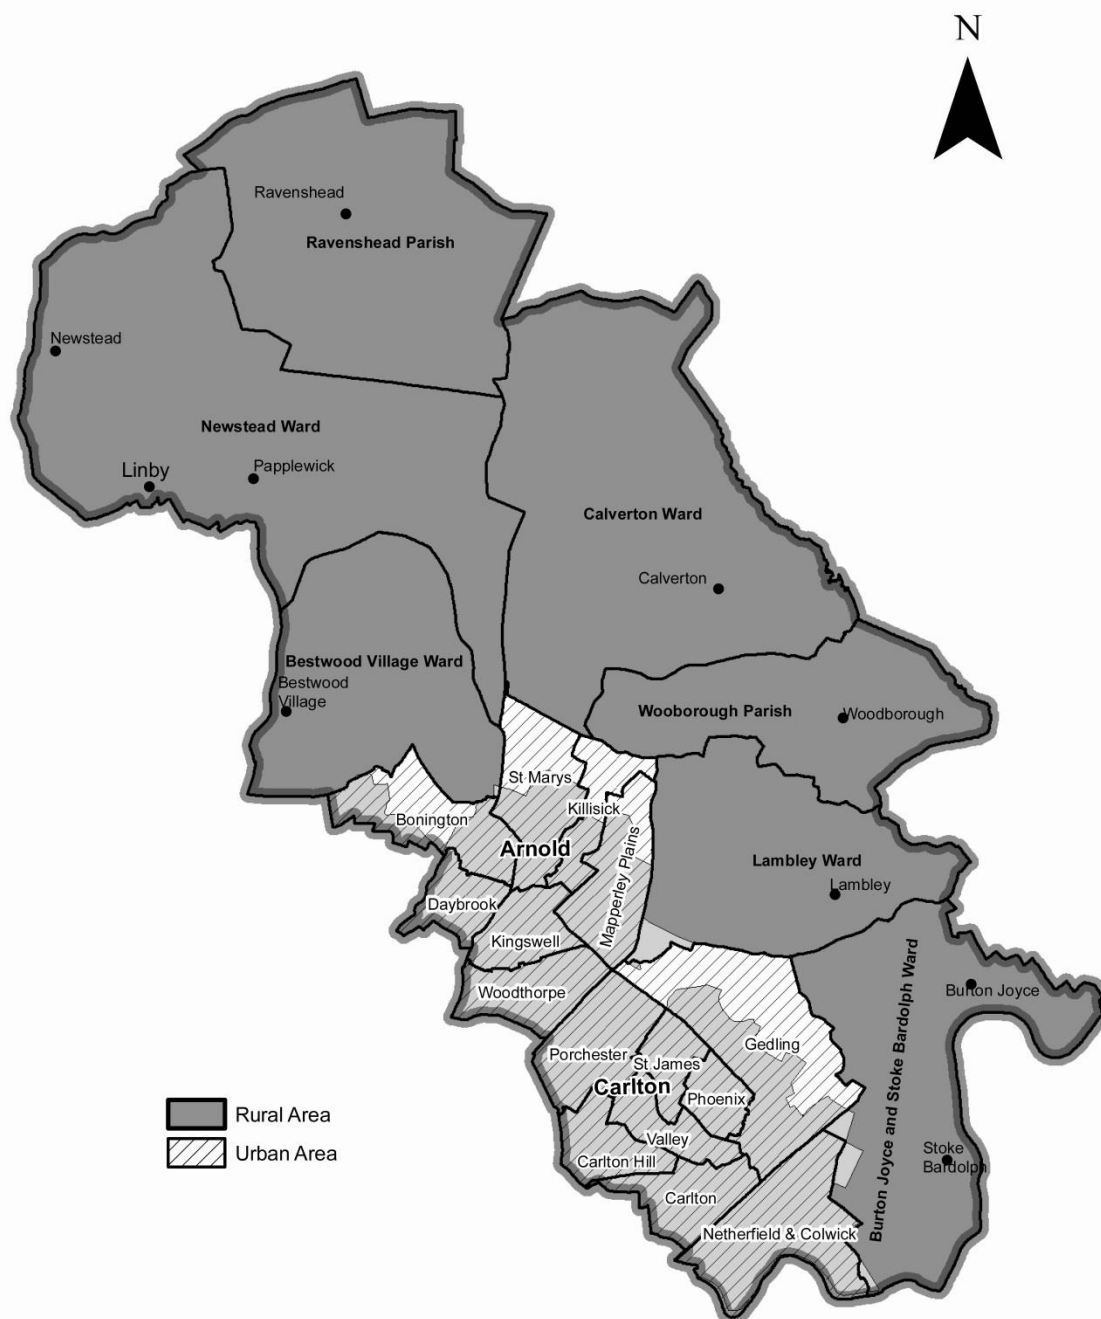 N
Ravenshead
Ravenshead Parish
Newstead
Newstead Ward
Linby
Papplewick
Calverton Ward
Calverton
Bestwood Village Ward
Bestwood
Village
Wooborough Parish
Woodborough
St Marys
Killisick
Bonington
Arnold
Mapperley Plains
Lambley Ward
Lambley
Daybrook
Kingswell
Woodthorpe
Burton Joyce
Burton Joyce and Stoke Bardolph Ward
Gedling
Porchester
St James
Carlton
Phoenix
Rural Area
Urban Area
Valley
Carlton Hill
Stoke
Bardolph
Carlton
Netherfield & Colwick